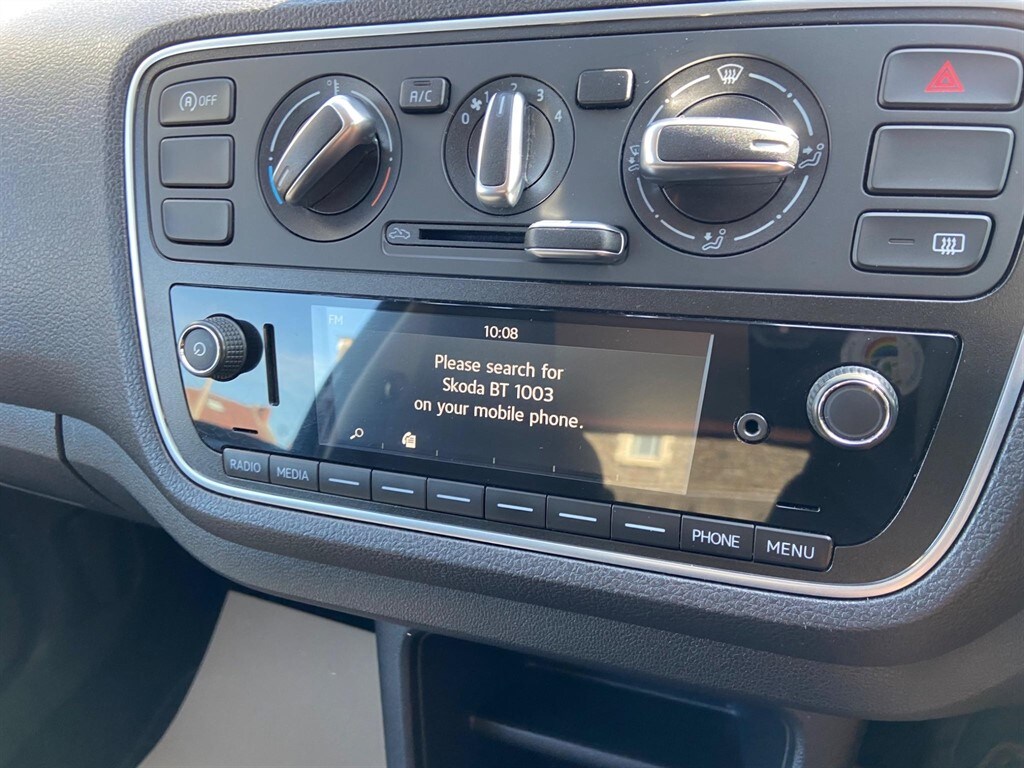 OFF
A/C
0 1 2 3 4
FM
10:08
Please search for
Skoda BT 1003
on your mobile phone.
RADIO MEDIA PHONE MENU